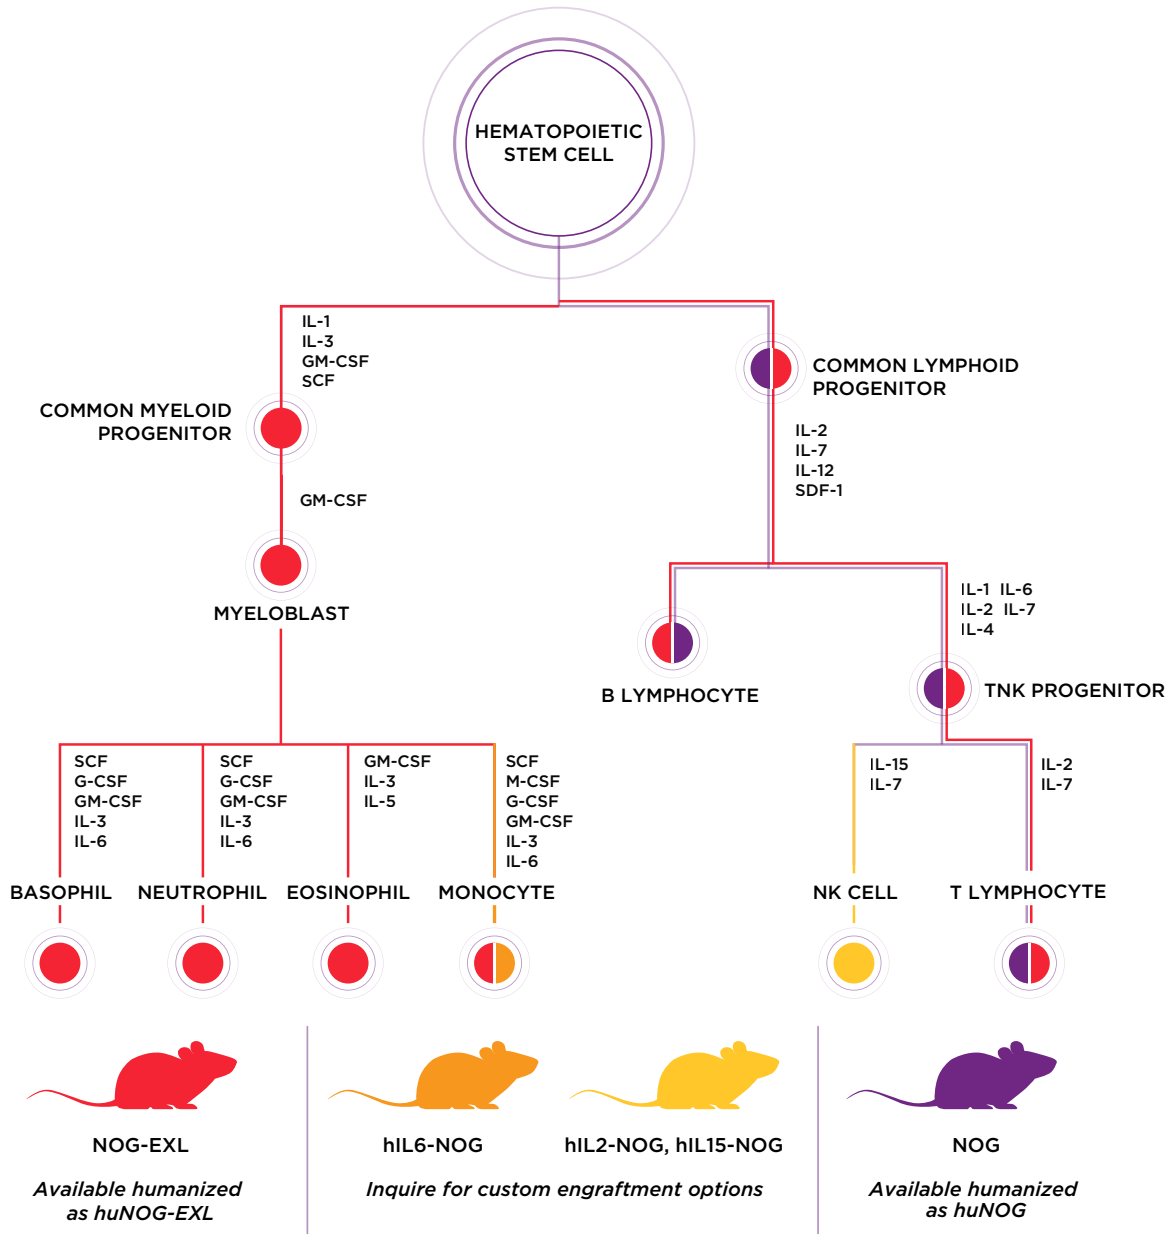 HEMATOPOIETIC
STEM CELL
IL-1
IL-3
GM-CSF
SCF
COMMON MYELOID
PROGENITOR
GM-CSF
MYELOBLAST
COMMON LYMPHOID
PROGENITOR
IL-2
IL-7
IL-12
SDF-1
B LYMPHOCYTE
IL-1 IL-6
IL-2 IL-7
IL-4
TNK PROGENITOR
SCF
G-CSF
GM-CSF
IL-3
IL-6
BASOPHIL
SCF
G-CSF
GM-CSF
IL-3
IL-6
NEUTROPHIL
GM-CSF
IL-3
IL-5
EOSINOPHIL
SCF
M-CSF
G-CSF
GM-CSF
IL-3
IL-6
MONOCYTE
IL-15
IL-7
NK CELL
IL-2
IL-7
T LYMPHOCYTE
NOG-EXL
Available humanized
as huNOG-EXL
hIL6-NOG
hIL2-NOG, hIL15-NOG
Inquire for custom engraftment options
NOG
Available humanized
as huNOG